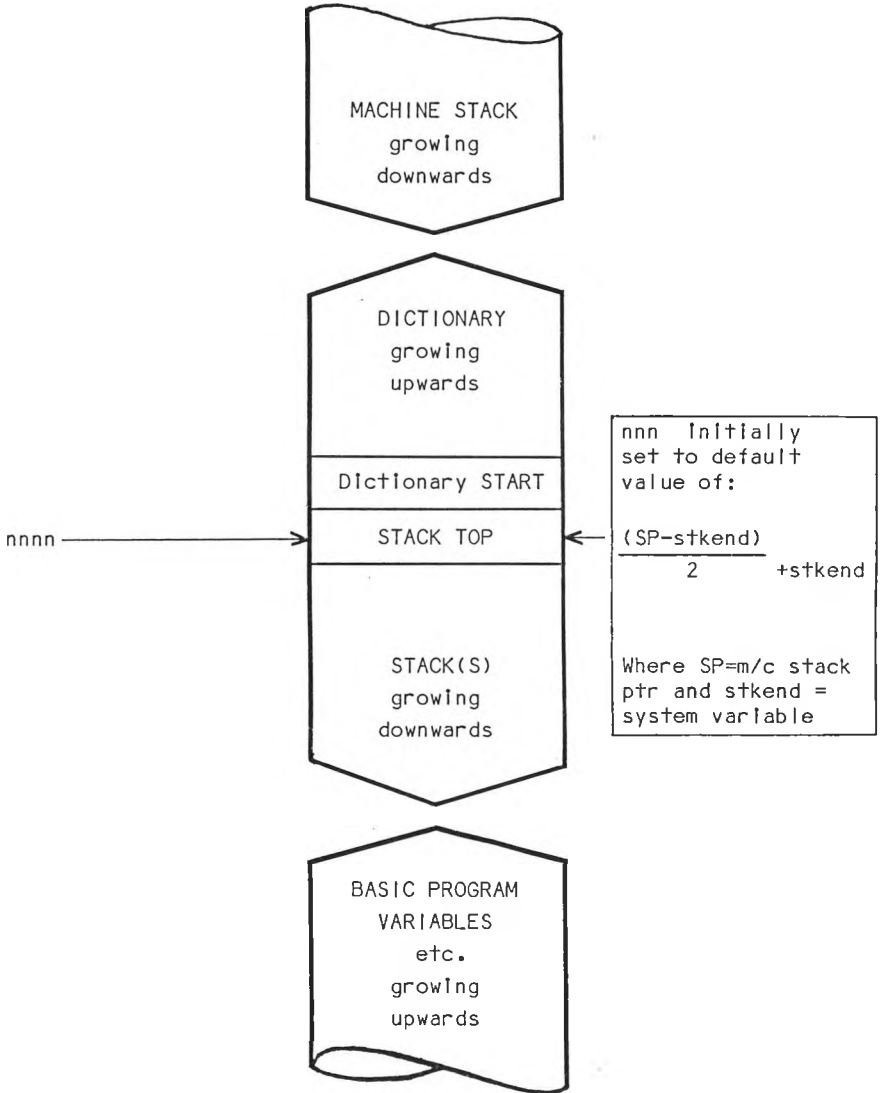 MACHINE STACK
growing
downwards
DICTIONARY
growing
upwards
Dictionary START
nnnn
STACK TOP
nnn initially
set to default
value of:
(SP-stkend)
2 +stkend
Where SP=m/c stack
ptr and stkend =
system variable
STACK(S)
growing
downwards
BASIC PROGRAM
VARIABLES
etc.
growing
upwards